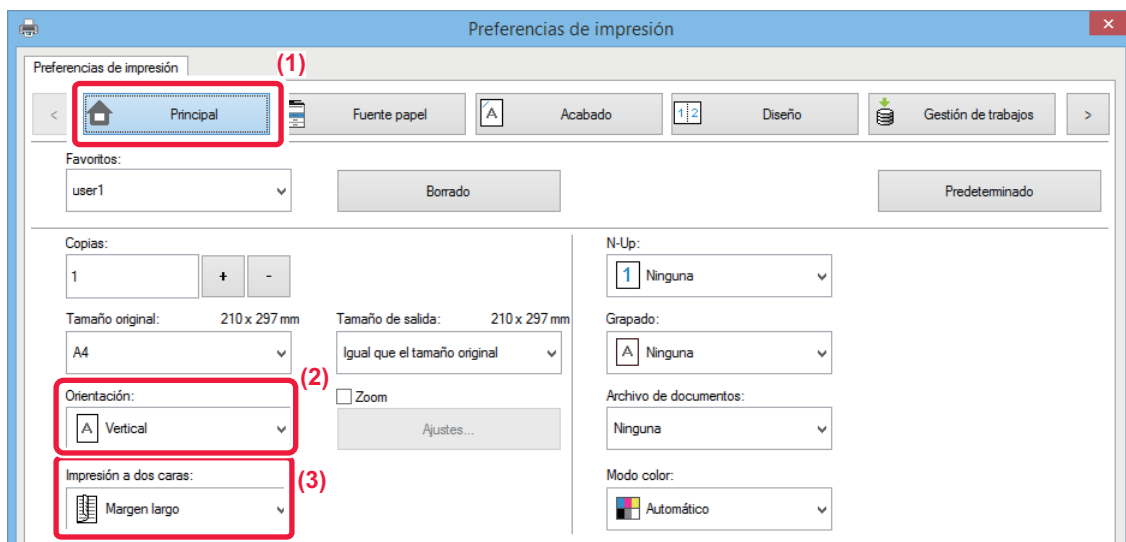 Preferencias de impresión
x
Preferencias de impresión
(1)
<
Principal
Fuente papel
A
Acabado
1 2
Diseño
Gestión de trabajos
>
Favoritos:
user1
Borrado
Predeterminado
Copias:
1
+
-
N-Up:
1 Ninguna
Tamaño original: 210 x 297 mm
A4
Tamaño de salida: 210 x 297 mm
Igual que el tamaño original
Grapado:
A Ninguna
(2)
Orientación:
A Vertical
Zoom
Ajustes...
Archivo de documentos:
Ninguna
(3)
Impresión a dos caras:
Margen largo
Modo color:
Automático